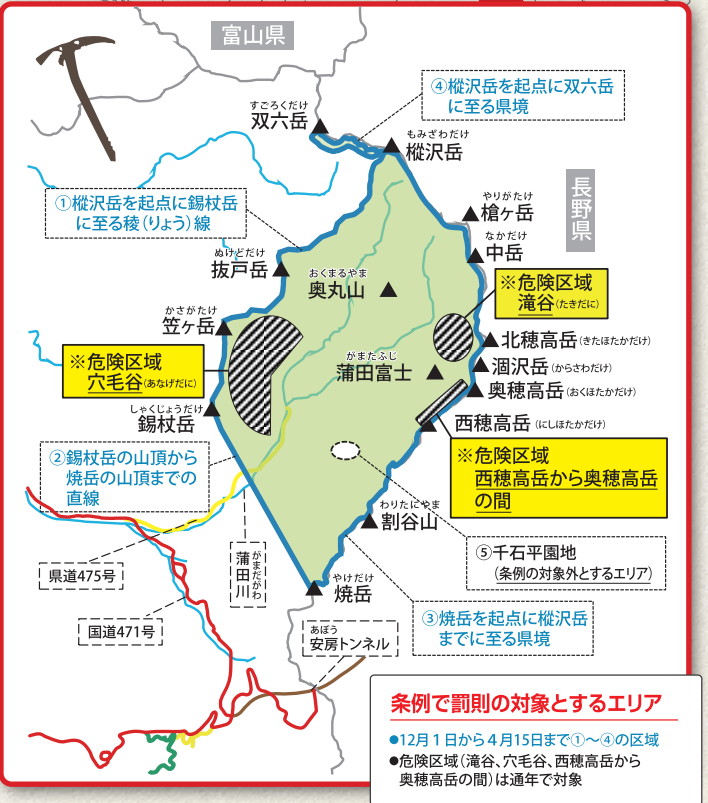 富山県
④樅沢岳を起点に双六岳
に至る県境
すごろくだけ
双六岳
もみざわだけ
樅沢岳
長野県
①樅沢岳を起点に錫杖岳
に至る稜(りょう)線
やりがたけ
槍ヶ岳
なかだけ
中岳
ぬけどだけ
抜戸岳
おくまるやま
奥丸山
※危険区域
滝谷(たきだに)
かさがたけ
笠ヶ岳
北穂高岳(きたほたかだけ)
※危険区域
穴毛谷(あなげだに)
がまたふじ
蒲田富士
涸沢岳(からさわだけ)
奥穂高岳(おくほたかだけ)
しゃくじょうだけ
錫杖岳
西穂高岳(にしほたかだけ)
②錫杖岳の山頂から
焼岳の山頂までの
直線
※危険区域
西穂高岳から奥穂高岳
の間
わりたにやま
割谷山
⑤千石平園地
(条例の対象外とするエリア)
県道475号
がまだがわ
蒲田川
やけだけ
焼岳
国道471号
③焼岳を起点に樅沢岳
までに至る県境
あぼう
安房トンネル
条例で罰則の対象とするエリア
●12月1日から4月15日まで①〜④の区域
●危険区域(滝谷、穴毛谷、西穂高岳から
奥穂高岳の間)は通年で対象